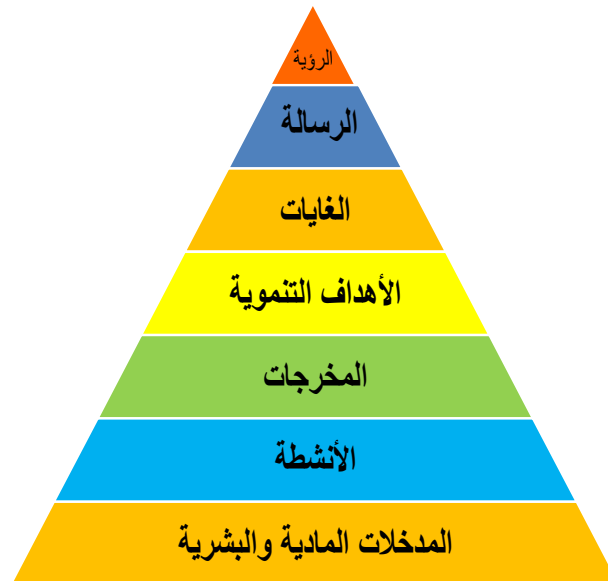 الرؤية
الرسالة
الغايات
الأهداف التنموية
المخرجات
الأنشطة
المدخلات المادية والبشرية